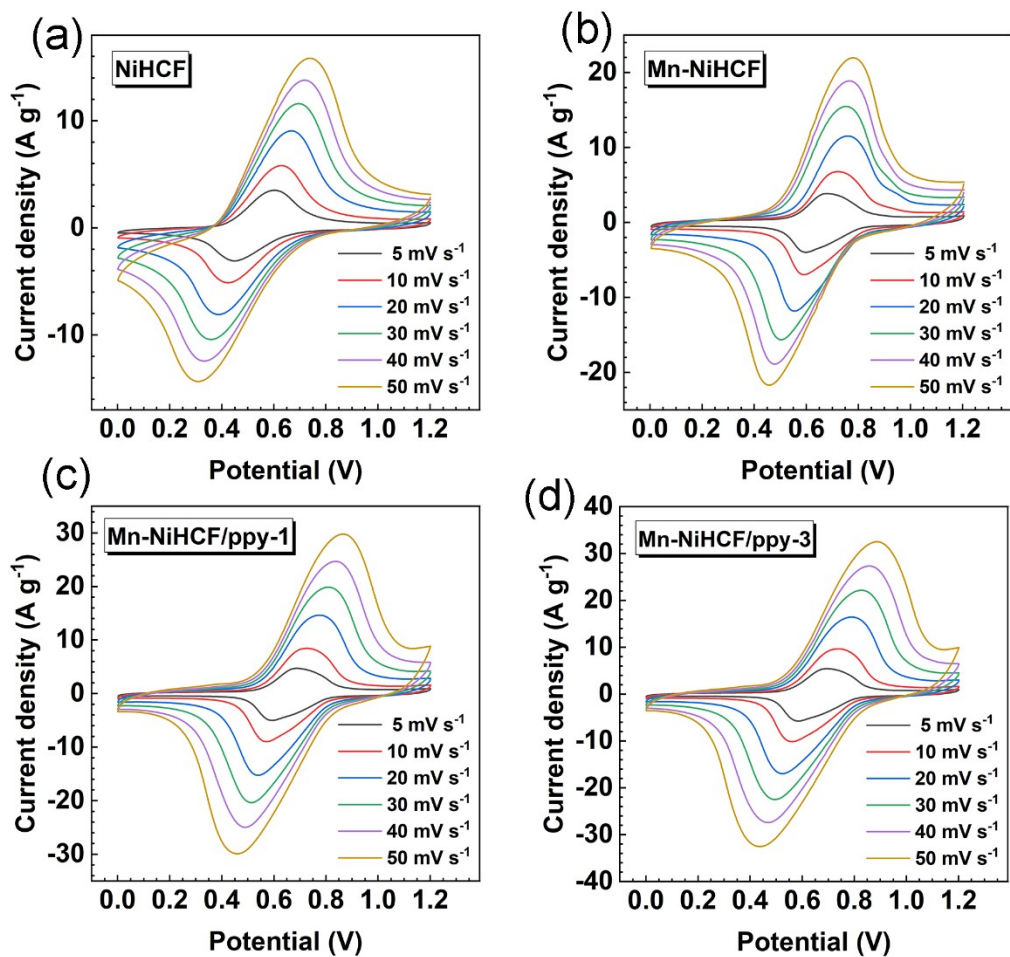 (a)
NiHCF
Current density (A g⁻¹)
10
0
-10
5 mV s⁻¹
10 mV s⁻¹
20 mV s⁻¹
30 mV s⁻¹
40 mV s⁻¹
50 mV s⁻¹
0.0 0.2 0.4 0.6 0.8 1.0 1.2
Potential (V)
(b)
Mn-NiHCF
Current density (A g⁻¹)
20
10
0
-10
-20
5 mV s⁻¹
10 mV s⁻¹
20 mV s⁻¹
30 mV s⁻¹
40 mV s⁻¹
50 mV s⁻¹
0.0 0.2 0.4 0.6 0.8 1.0 1.2
Potential (V)
(c)
Mn-NiHCF/ppy-1
Current density (A g⁻¹)
30
20
10
0
-10
-20
-30
5 mV s⁻¹
10 mV s⁻¹
20 mV s⁻¹
30 mV s⁻¹
40 mV s⁻¹
50 mV s⁻¹
0.0 0.2 0.4 0.6 0.8 1.0 1.2
Potential (V)
(d)
Mn-NiHCF/ppy-3
Current density (A g⁻¹)
40
30
20
10
0
-10
-20
-30
-40
5 mV s⁻¹
10 mV s⁻¹
20 mV s⁻¹
30 mV s⁻¹
40 mV s⁻¹
50 mV s⁻¹
0.0 0.2 0.4 0.6 0.8 1.0 1.2
Potential (V)